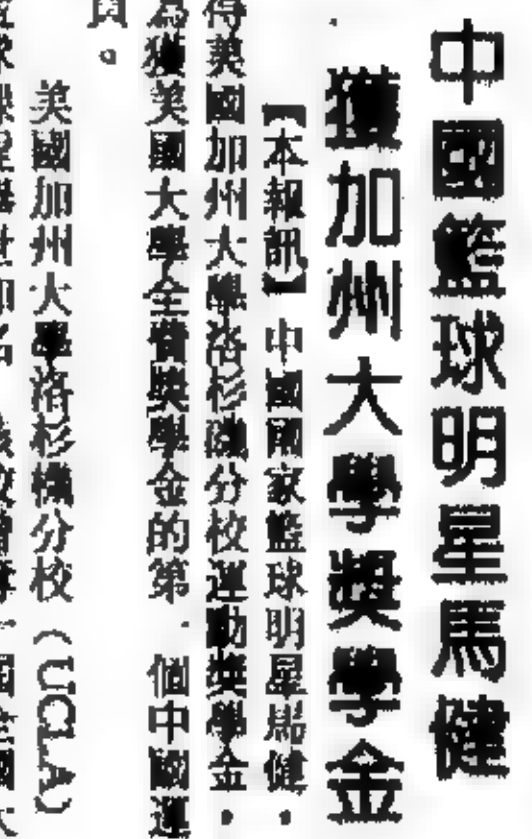 中國籃球明星馬健
獲加州大學獎學金
【本報訊】中國國家籃球明星馬健,
得美國加州大學洛杉磯分校運動獎學金,
為獲美國大學全費獎學金的第一個中國運
員。
美國加州大學洛杉磯分校(UCLA)